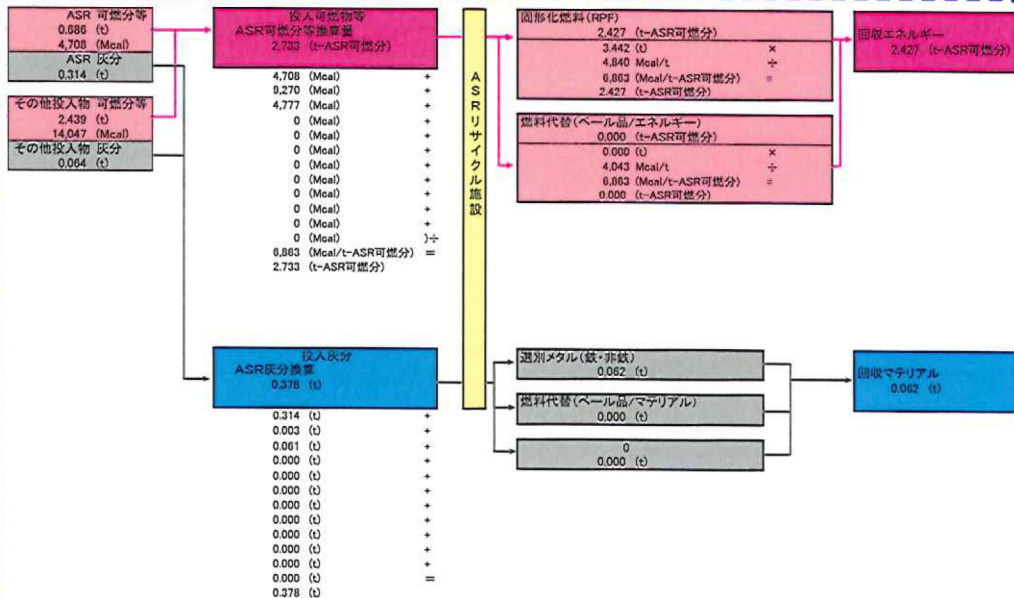 ASR 可燃分等
0.686 (t)
4,708 (Mcal)
ASR 灰分
0.314 (t)
その他投入物 可燃分等
2.439 (t)
14,047 (Mcal)
その他投入物 灰分
0.064 (t)
投入可燃物等
ASR可燃分等換算量
2.733 (t-ASR可燃分)
4,708 (Mcal) +
9,270 (Mcal) +
4,777 (Mcal) +
0 (Mcal) +
0 (Mcal) +
0 (Mcal) +
0 (Mcal) +
0 (Mcal) +
0 (Mcal) +
0 (Mcal) +
0 (Mcal) +
0 (Mcal) )÷
6,863 (Mcal/t-ASR可燃分) =
2.733 (t-ASR可燃分)
投入灰分
ASR灰分換算
0.378 (t)
0.314 (t) +
0.003 (t) +
0.061 (t) +
0.000 (t) +
0.000 (t) +
0.000 (t) +
0.000 (t) +
0.000 (t) +
0.000 (t) +
0.000 (t) +
0.000 (t) +
0.000 (t) =
0.378 (t)
ASRリサイクル施設
固形化燃料(RPF)
2.427 (t-ASR可燃分)
3.442 (t) ×
4,840 Mcal/t ÷
6,863 (Mcal/t-ASR可燃分) =
2.427 (t-ASR可燃分)
燃料代替(ベール品/エネルギー)
0.000 (t-ASR可燃分)
0.000 (t) ×
4,043 Mcal/t ÷
6,863 (Mcal/t-ASR可燃分) =
0.000 (t-ASR可燃分)
選別メタル(鉄・非鉄)
0.062 (t)
燃料代替(ベール品/マテリアル)
0.000 (t)
0
0.000 (t)
回収エネルギー
2.427 (t-ASR可燃分)
回収マテリアル
0.062 (t)